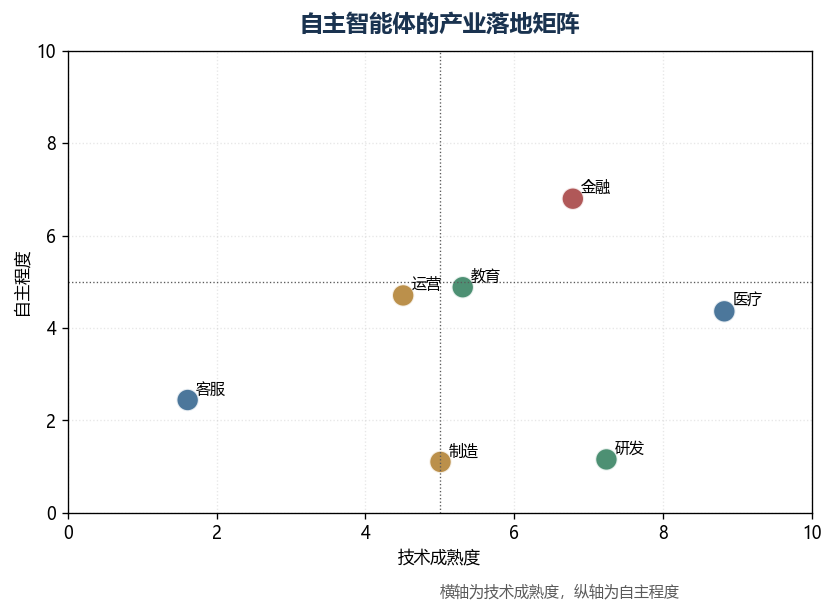 自主智能体的产业落地矩阵
10
8
6
4
2
0
自主程度
金融
教育
运营
医疗
客服
制造
研发
0 2 4 6 8 10
技术成熟度
横轴为技术成熟度，纵轴为自主程度